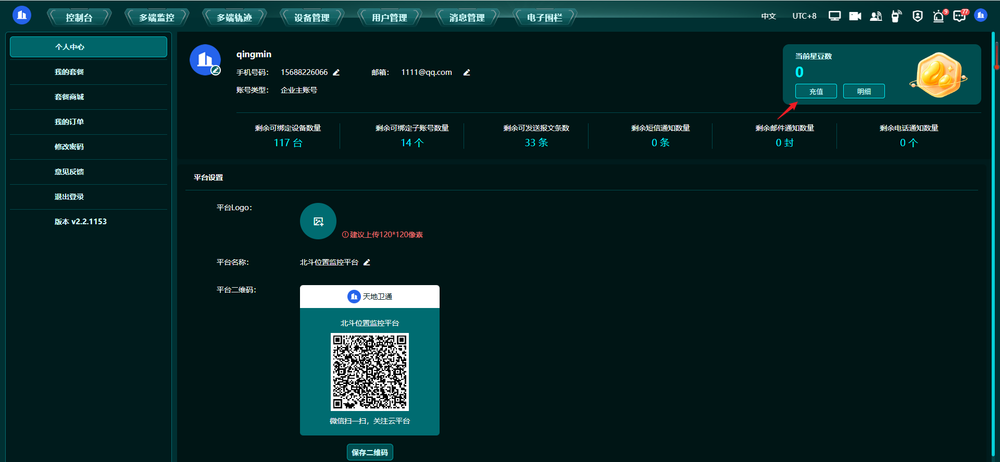 控制台
多端监控
多端轨迹
设备管理
用户管理
消息管理
电子围栏
中文
UTC+8
9
77
个人中心
我的套餐
套餐商城
我的订单
修改密码
意见反馈
退出登录
版本 v2.2.1153
qingmin
手机号码： 15688226066
邮箱： 1111@qq.com
账号类型： 企业主账号
当前星豆数
0
充值
明细
剩余可绑定设备数量
117 台
剩余可绑定子账号数量
14 个
剩余可发送报文条数
33 条
剩余短信通知数量
0 条
剩余邮件通知数量
0 封
剩余电话通知数量
0 个
平台设置
平台Logo：
建议上传120*120像素
平台名称： 北斗位置监控平台
平台二维码：
天地卫通
北斗位置监控平台
微信扫一扫，关注云平台
保存二维码